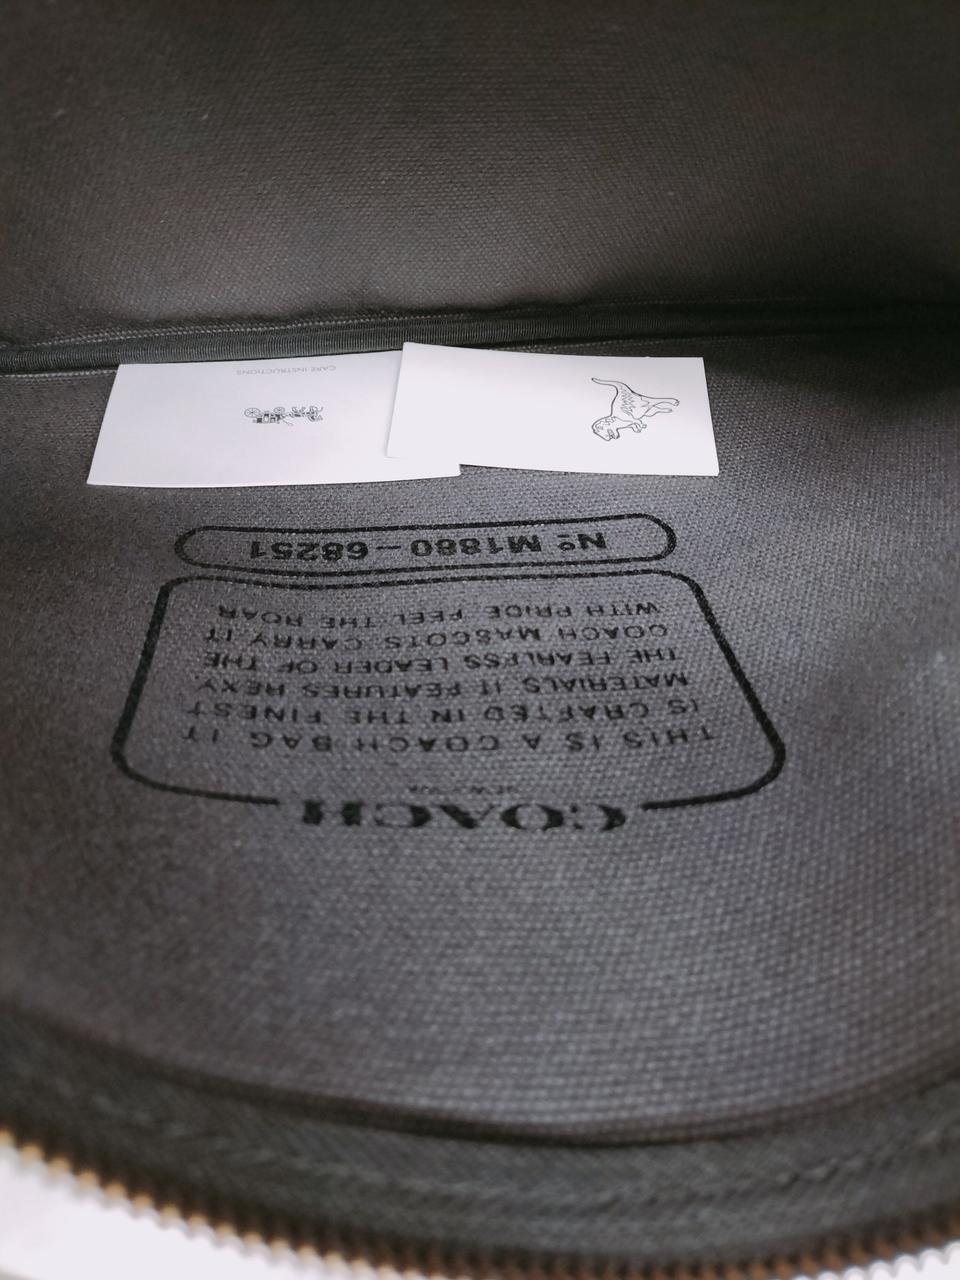 COACH
NEW YORK
THIS IS A COACH BAG IT
IS CRAFTED IN THE FINEST
MATERIALS IT FEATURES REXY
THE FEARLESS LEADER OF THE
COACH MASCOTS CARRY IT
WITH PRIDE FEEL THE ROAR
Nº M1880-68251
CARE INSTRUCTIONS